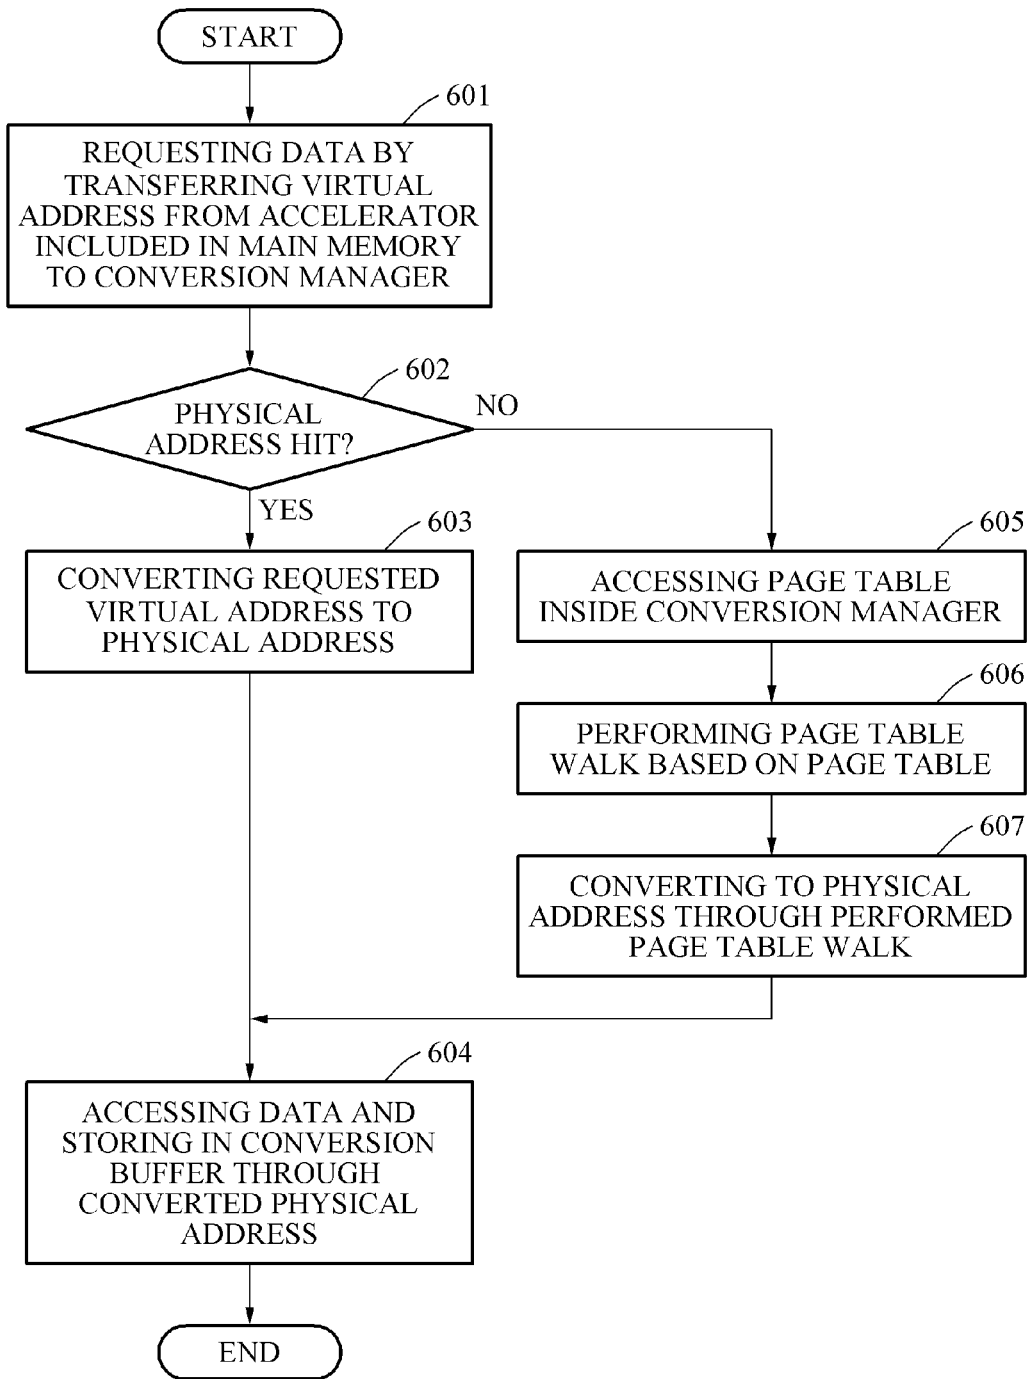 START
601
REQUESTING DATA BY
TRANSFERRING VIRTUAL
ADDRESS FROM ACCELERATOR
INCLUDED IN MAIN MEMORY
TO CONVERSION MANAGER
602
PHYSICAL
ADDRESS HIT?
NO
YES
603
CONVERTING REQUESTED
VIRTUAL ADDRESS TO
PHYSICAL ADDRESS
605
ACCESSING PAGE TABLE
INSIDE CONVERSION MANAGER
606
PERFORMING PAGE TABLE
WALK BASED ON PAGE TABLE
607
CONVERTING TO PHYSICAL
ADDRESS THROUGH PERFORMED
PAGE TABLE WALK
604
ACCESSING DATA AND
STORING IN CONVERSION
BUFFER THROUGH
CONVERTED PHYSICAL
ADDRESS
END